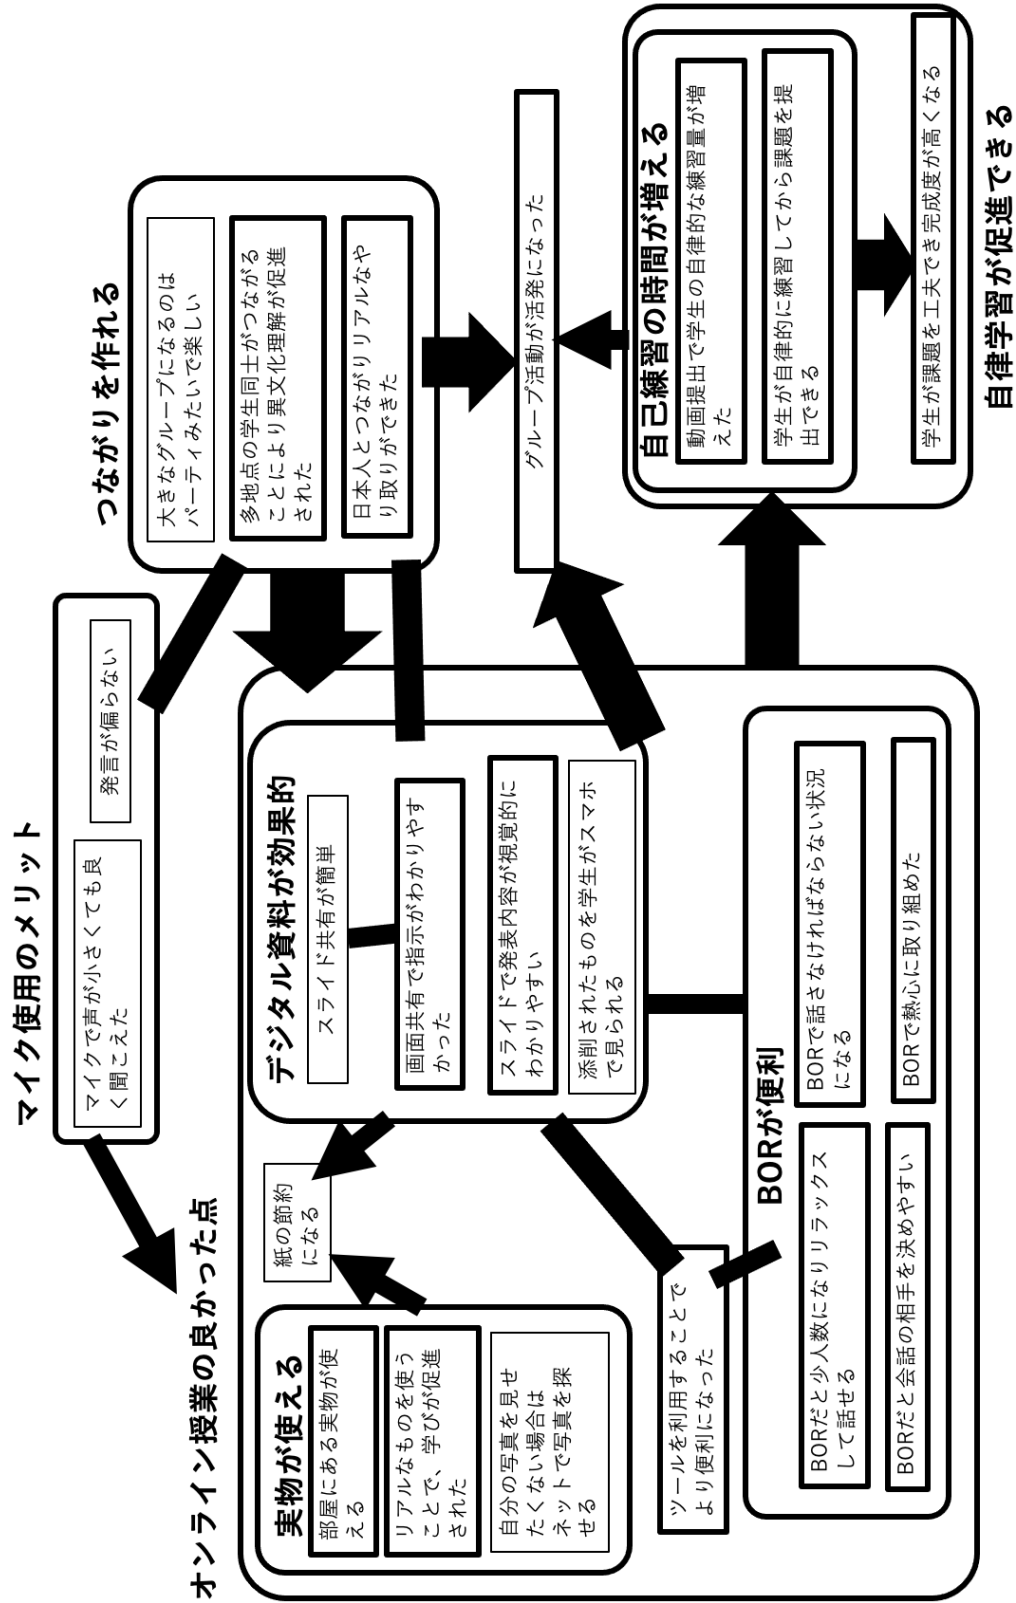 マイク使用のメリット
マイクで声が小さくても良
く聞こえた
発言が偏らない
つながりを作れる
大きなグループになるのは
パーティみたいで楽しい
多地点の学生同士がつながる
ことにより異文化理解が促進
された
日本人とつながりリアルなや
り取りができた
オンライン授業の良かった点
実物が使える
部屋にある実物が使
える
リアルなものを使う
ことで、学びが促進
された
自分の写真を見せ
たくない場合は
ネットで写真を探
せる
紙の節約
になる
デジタル資料が効果的
スライド共有が簡単
画面共有で指示がわかりやす
かった
スライドで発表内容が視覚的に
わかりやすい
添削されたものを学生がスマホ
で見られる
グループ活動が活発になった
ツールを利用することで
より便利になった
BORが便利
BORだと少人数になりリラックス
して話せる
BORで話さなければならない状況
になる
BORだと会話の相手を決めやすい
BORで熱心に取り組めた
自己練習の時間が増える
動画提出で学生の自律的な練習量が増
えた
学生が自律的に練習してから課題を提
出できる
学生が課題を工夫でき完成度が高くなる
自律学習が促進できる